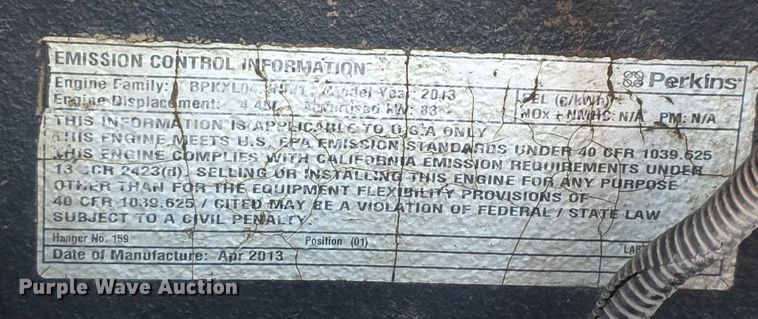 EMISSION CONTROL INFORMATION
Perkins
Engine Family: Model Year: 2013
FEL (g/kWh)
Engine Displacement: Advertised kW: 83
NOX + NMHC: N/A PM: N/A
THIS INFORMATION IS APPLICABLE TO U.S.A ONLY
THIS ENGINE MEETS U.S. EPA EMISSION STANDARDS UNDER 40 CFR 1039.625
THIS ENGINE COMPLIES WITH CALIFORNIA EMISSION REQUIREMENTS UNDER
13 CCR 2423(d). SELLING OR INSTALLING THIS ENGINE FOR ANY PURPOSE
OTHER THAN FOR THE EQUIPMENT FLEXIBILITY PROVISIONS OF
40 CFR 1039.625 / CITED MAY BE A VIOLATION OF FEDERAL / STATE LAW
SUBJECT TO A CIVIL PENALTY
Hanger No. 159 Position (01)
Date of Manufacture: Apr 2013
Purple Wave Auction